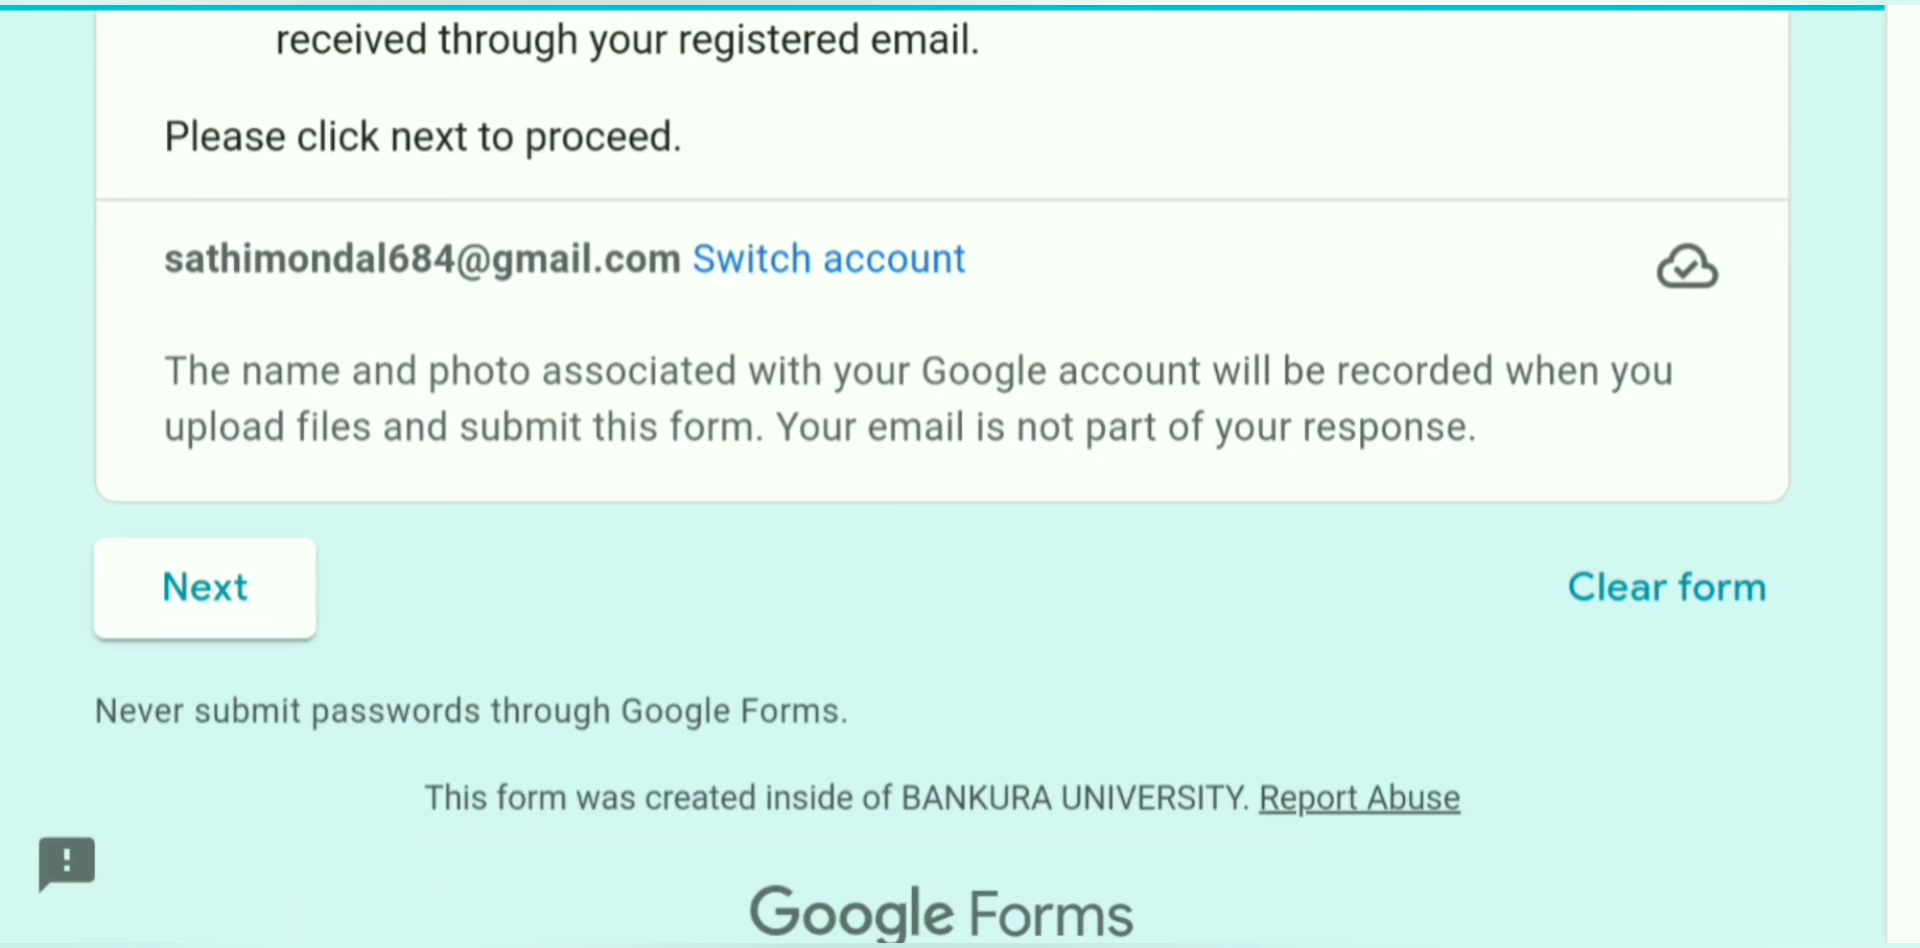 received through your registered email.
Please click next to proceed.
sathimondal684@gmail.com Switch account
The name and photo associated with your Google account will be recorded when you
upload files and submit this form. Your email is not part of your response.
Next
Clear form
Never submit passwords through Google Forms.
This form was created inside of BANKURA UNIVERSITY. Report Abuse
Google Forms